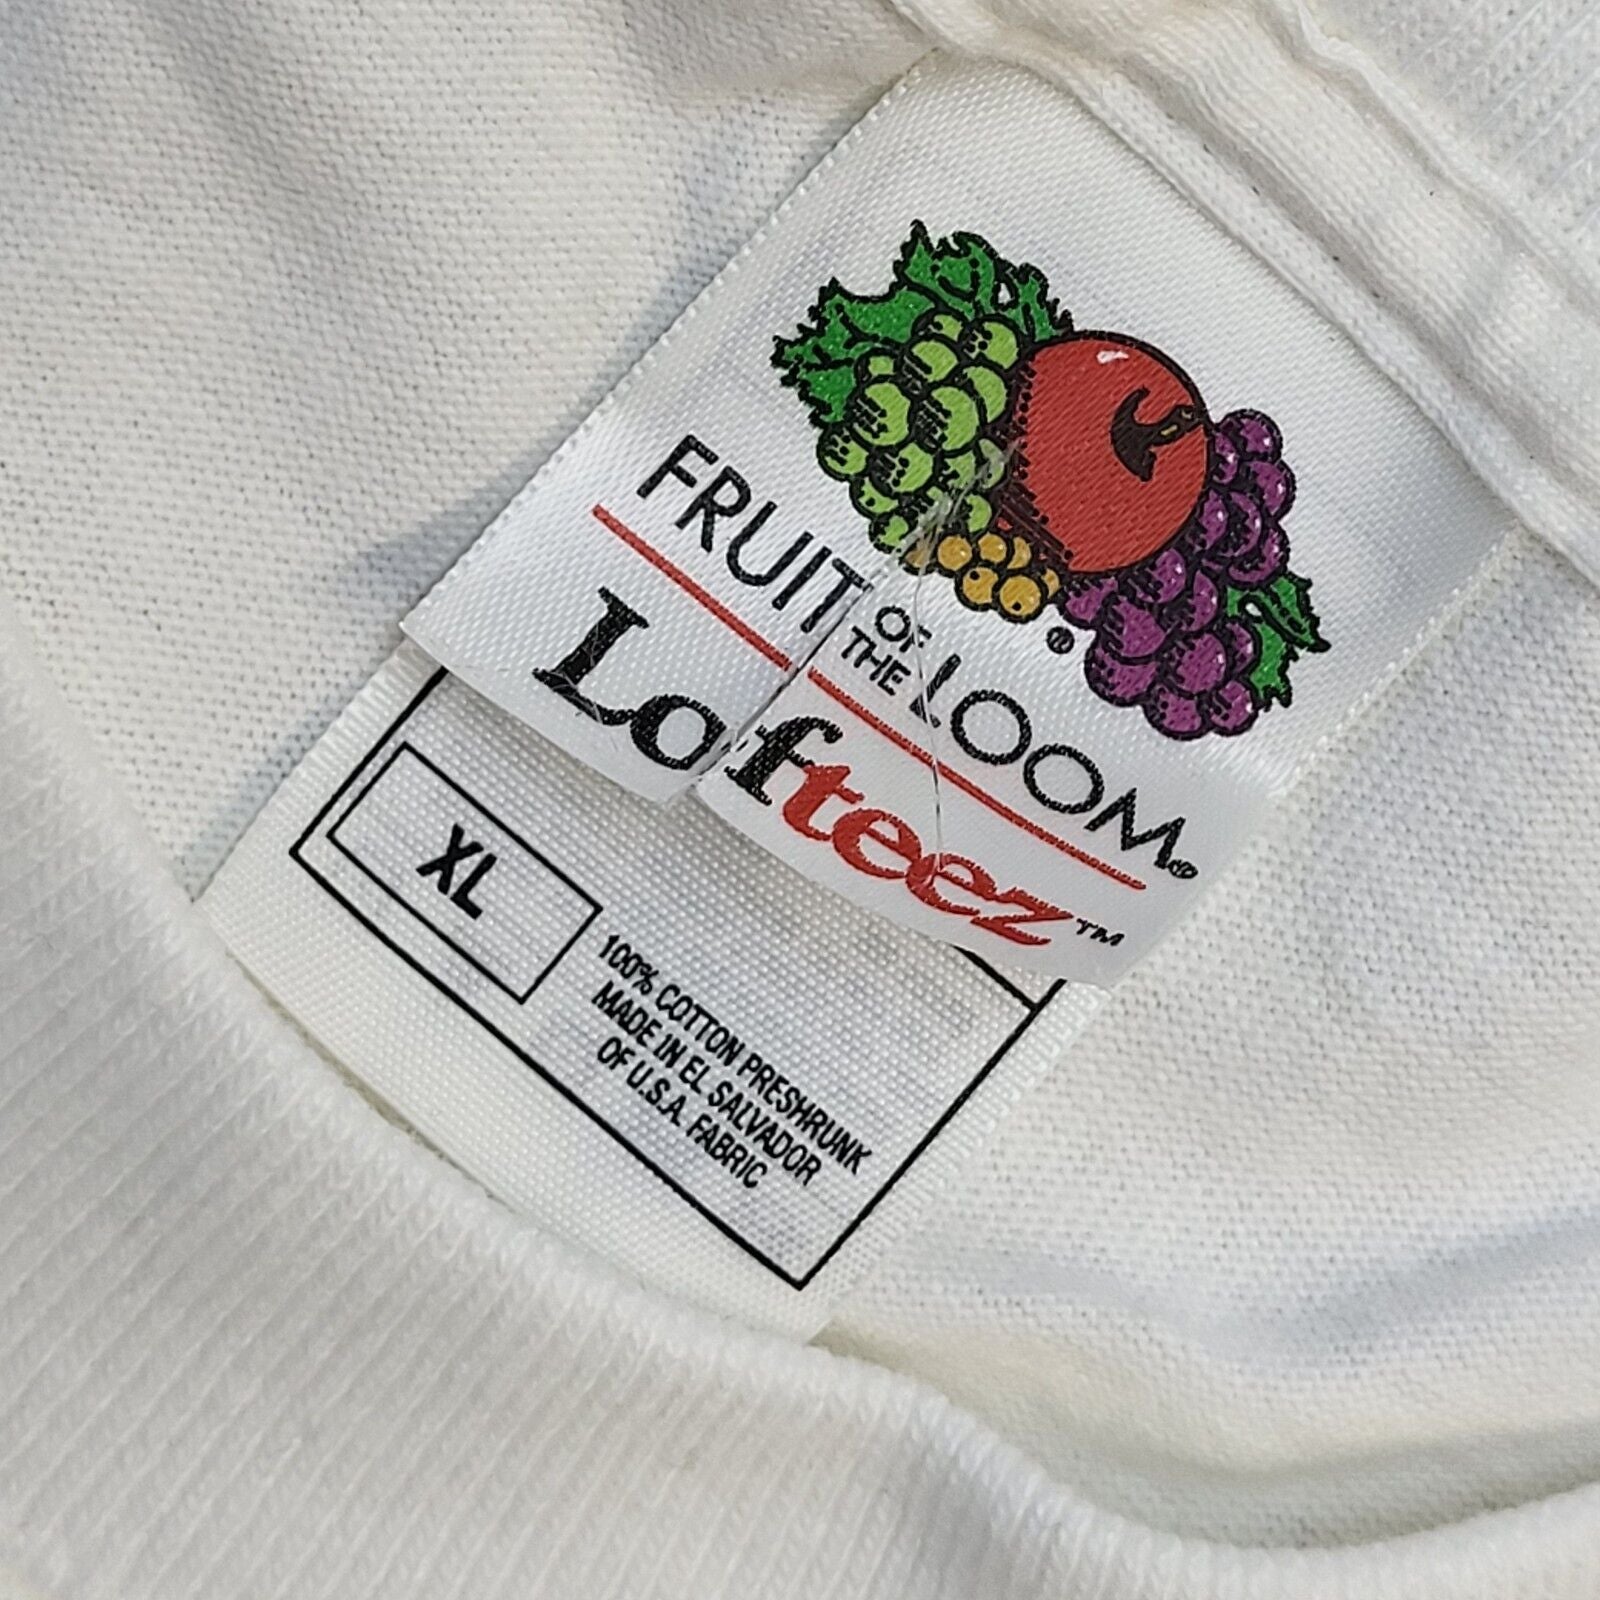 ®
FRUIT OF THE LOOM®
Lofteez™
XL
100% COTTON PRESHRUNK
MADE IN EL SALVADOR
OF U.S.A. FABRIC